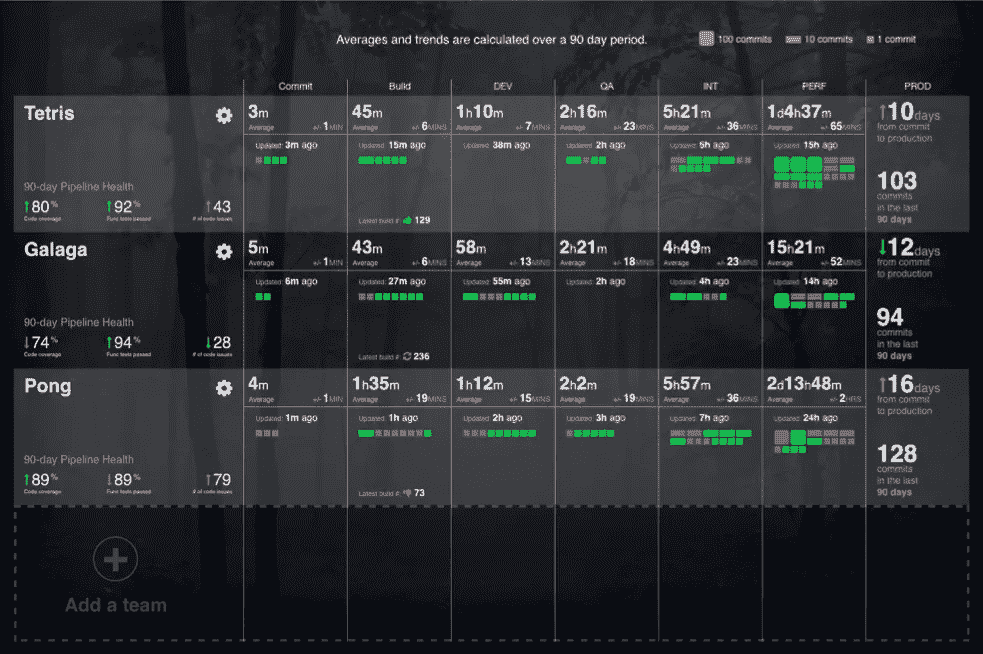 Averages and trends are calculated over a 90 day period.
100 commits 10 commits 1 commit
Commit Build DEV QA INT PERF PROD
Tetris
3m 45m 1h10m 2h16m 5h21m 1d4h37m ↑10days
Average +/- 1MIN Average +/- 6MINS Average +/- 7MINS Average +/- 23MINS Average +/- 36MINS Average +/- 65MINS from commit
to production
Updated: 3m ago Updated: 15m ago Updated: 38m ago Updated: 2h ago Updated: 5h ago Updated: 15h ago
90-day Pipeline Health
↑80% ↑92% ↑43
Code coverage Func tests passed # of code issues
Latest build #: 129
103
commits
in the last
90 days
Galaga
5m 43m 58m 2h21m 4h49m 15h21m ↓12days
Average +/- 1MIN Average +/- 6MINS Average +/- 13MINS Average +/- 18MINS Average +/- 23MINS Average +/- 52MINS from commit
to production
Updated: 6m ago Updated: 27m ago Updated: 55m ago Updated: 2h ago Updated: 4h ago Updated: 14h ago
90-day Pipeline Health
↓74% ↑94% ↓28
Code coverage Func tests passed # of code issues
Latest build #: 236
94
commits
in the last
90 days
Pong
4m 1h35m 1h12m 2h2m 5h57m 2d13h48m ↑16days
Average +/- 1MIN Average +/- 19MINS Average +/- 15MINS Average +/- 19MINS Average +/- 36MINS Average +/- 2HRS from commit
to production
Updated: 1m ago Updated: 1h ago Updated: 2h ago Updated: 3h ago Updated: 7h ago Updated: 24h ago
90-day Pipeline Health
↑89% ↓89% ↑79
Code coverage Func tests passed # of code issues
Latest build #: 73
128
commits
in the last
90 days
Add a team